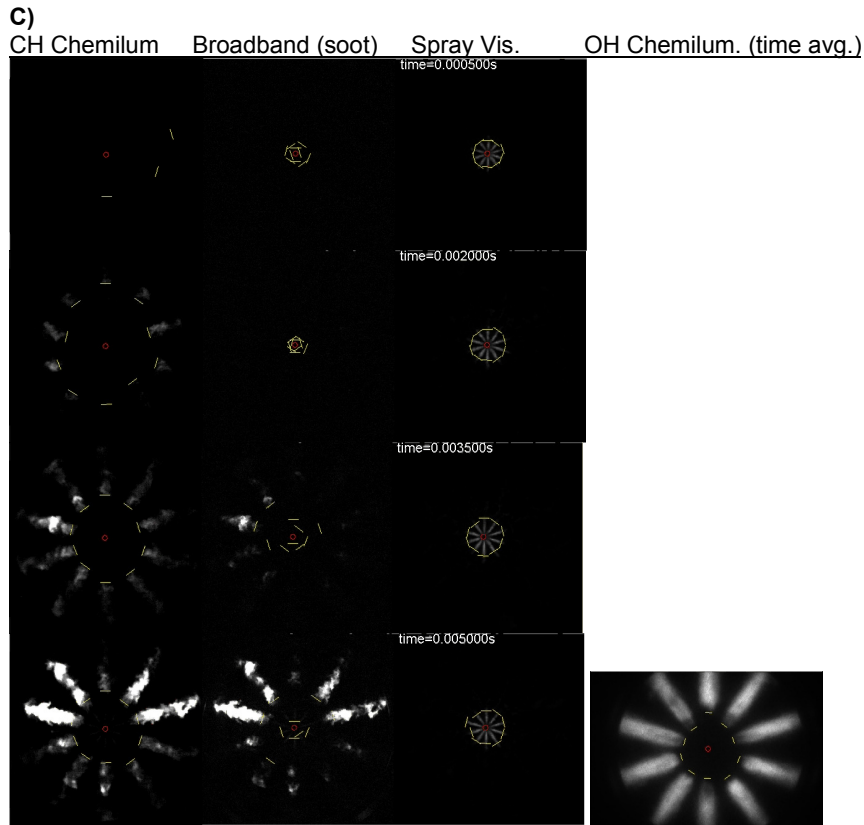 C)
CH Chemilum Broadband (soot) Spray Vis. OH Chemilum. (time avg.)
time=0.000500s
time=0.002000s
time=0.003500s
time=0.005000s